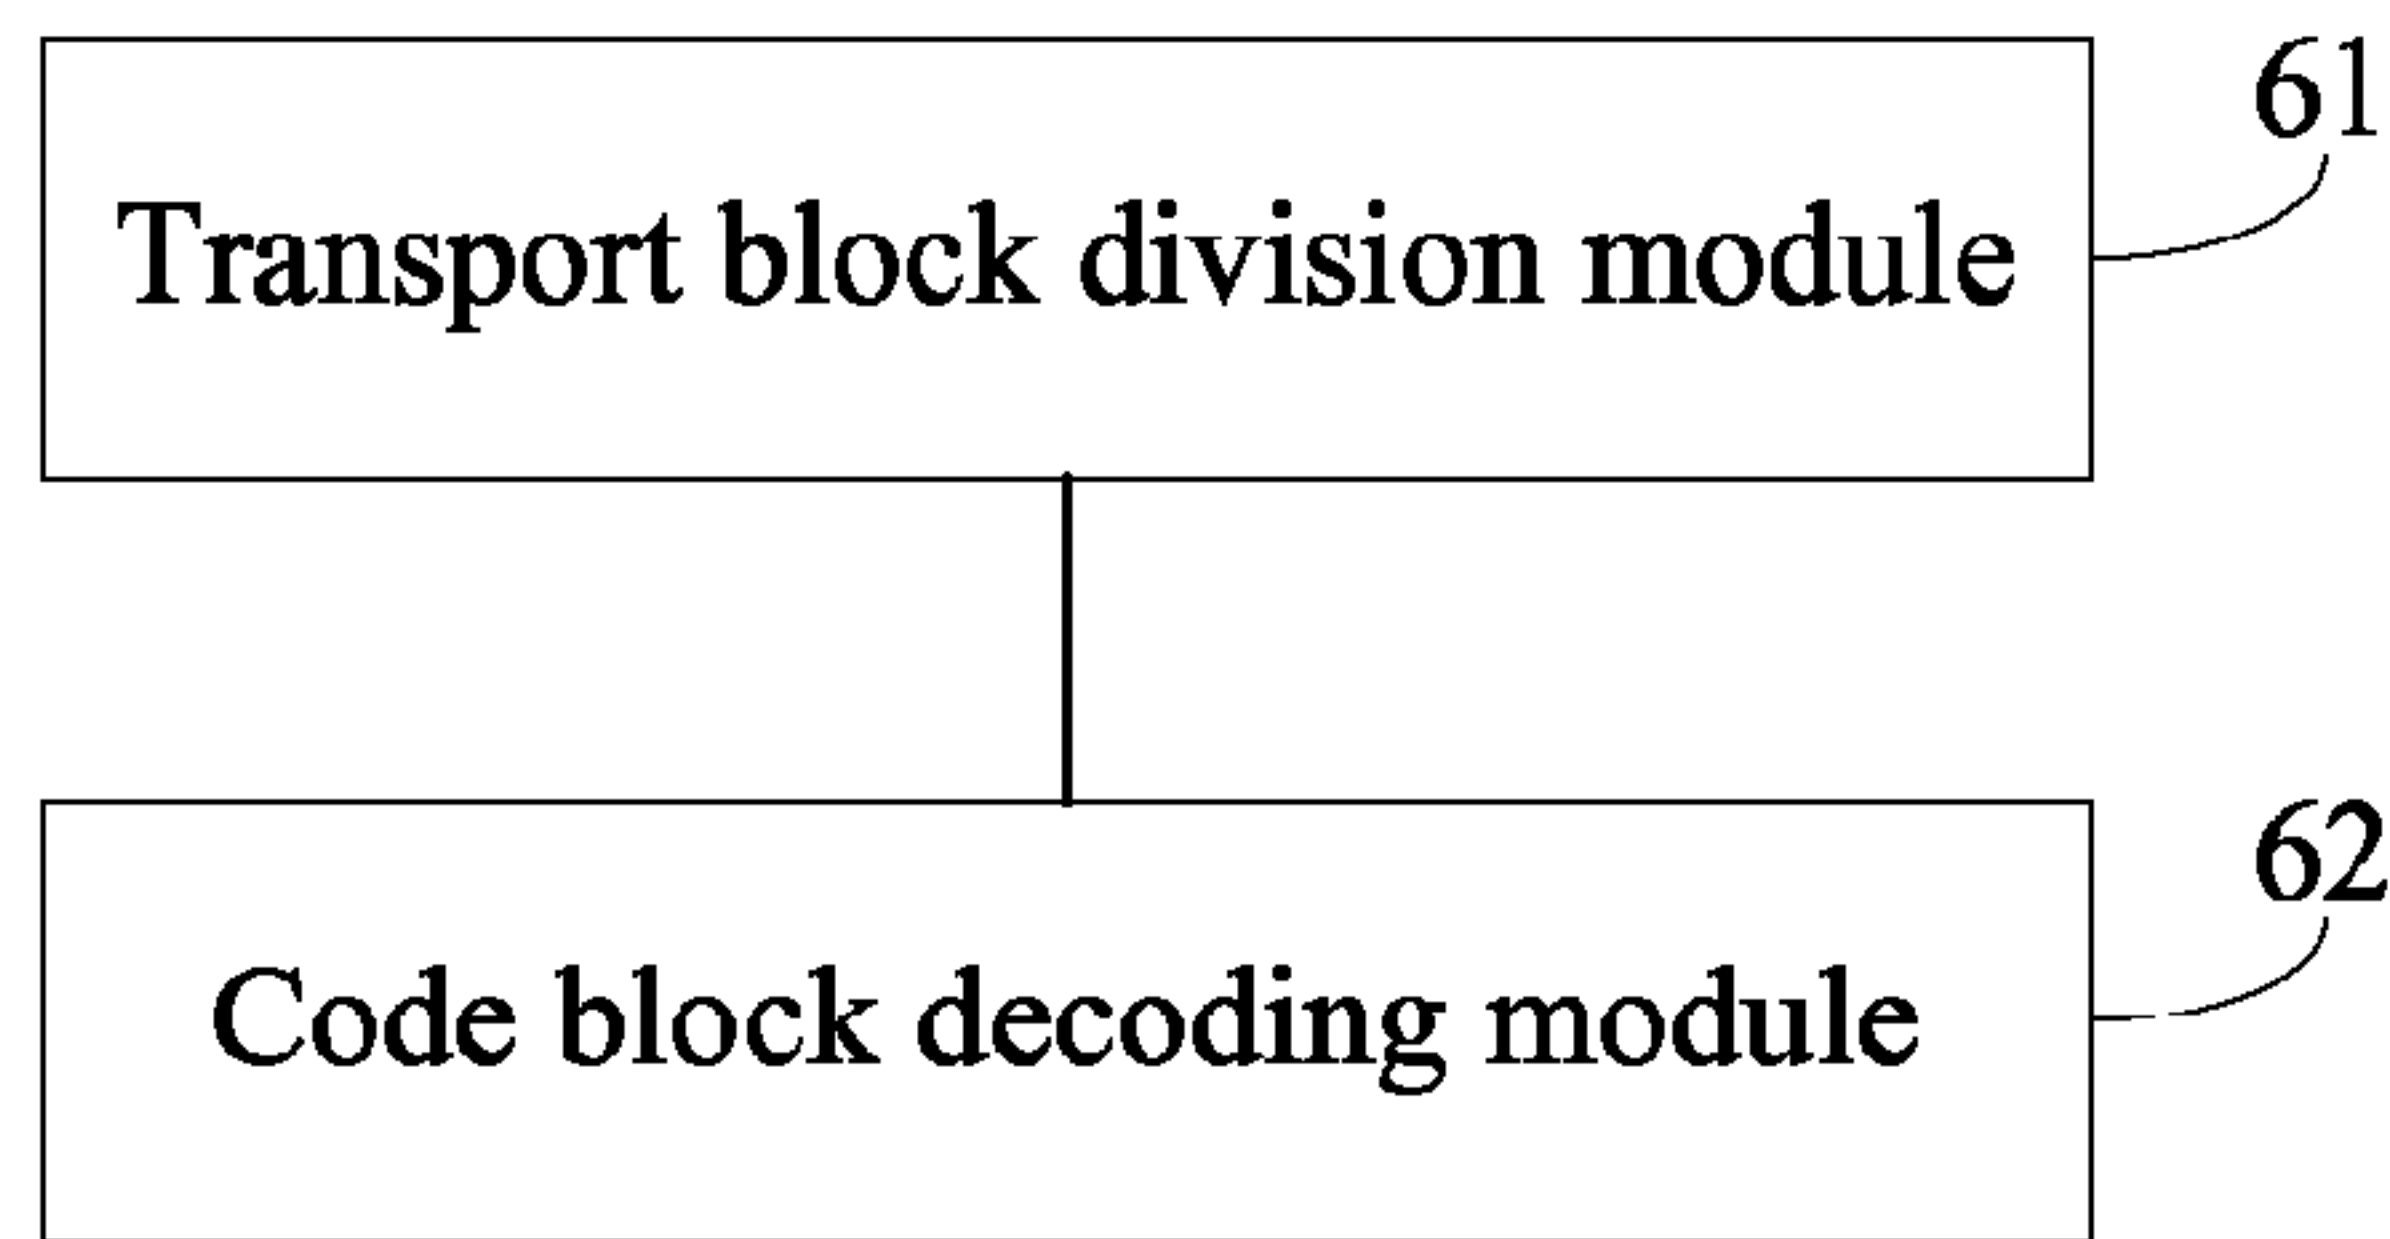 61
Transport block division module
62
Code block decoding module